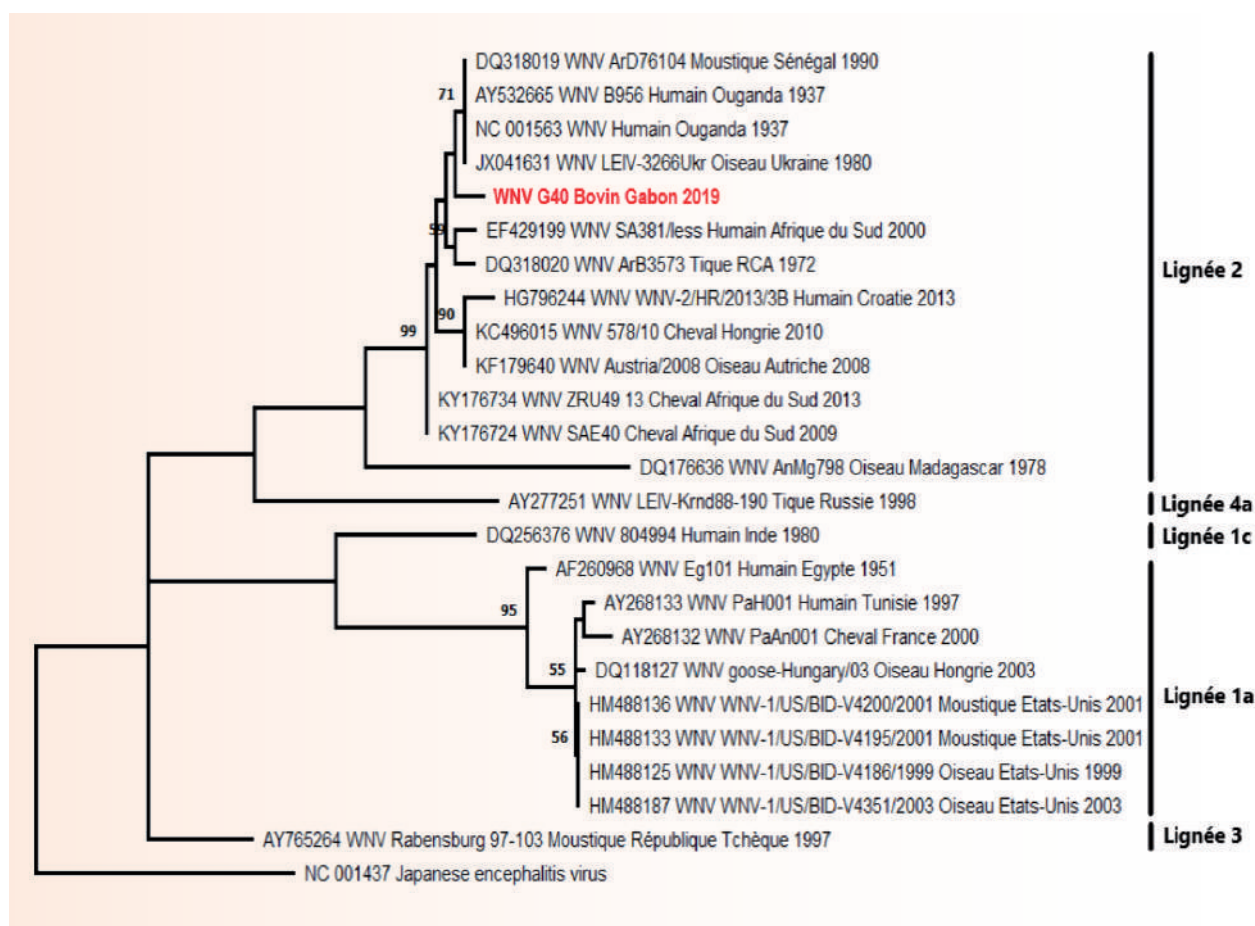 DQ318019 WNV ArD76104 Moustique Sénégal 1990
71
AY532665 WNV B956 Humain Ouganda 1937
NC 001563 WNV Humain Ouganda 1937
JX041631 WNV LEIV-3266Ukr Oiseau Ukraine 1980
WNV G40 Bovin Gabon 2019
59
EF429199 WNV SA381/less Humain Afrique du Sud 2000
DQ318020 WNV ArB3573 Tique RCA 1972
Lignée 2
HG796244 WNV WNV-2/HR/2013/3B Humain Croatie 2013
90
99
KC496015 WNV 578/10 Cheval Hongrie 2010
KF179640 WNV Austria/2008 Oiseau Autriche 2008
KY176734 WNV ZRU49 13 Cheval Afrique du Sud 2013
KY176724 WNV SAE40 Cheval Afrique du Sud 2009
DQ176636 WNV AnMg798 Oiseau Madagascar 1978
AY277251 WNV LEIV-Krnd88-190 Tique Russie 1998
Lignée 4a
DQ256376 WNV 804994 Humain Inde 1980
Lignée 1c
AF260968 WNV Eg101 Humain Egypte 1951
95
AY268133 WNV PaH001 Humain Tunisie 1997
AY268132 WNV PaAn001 Cheval France 2000
55
DQ118127 WNV goose-Hungary/03 Oiseau Hongrie 2003
Lignée 1a
HM488136 WNV WNV-1/US/BID-V4200/2001 Moustique Etats-Unis 2001
56
HM488133 WNV WNV-1/US/BID-V4195/2001 Moustique Etats-Unis 2001
HM488125 WNV WNV-1/US/BID-V4186/1999 Oiseau Etats-Unis 1999
HM488187 WNV WNV-1/US/BID-V4351/2003 Oiseau Etats-Unis 2003
AY765264 WNV Rabensburg 97-103 Moustique République Tchèque 1997
Lignée 3
NC 001437 Japanese encephalitis virus